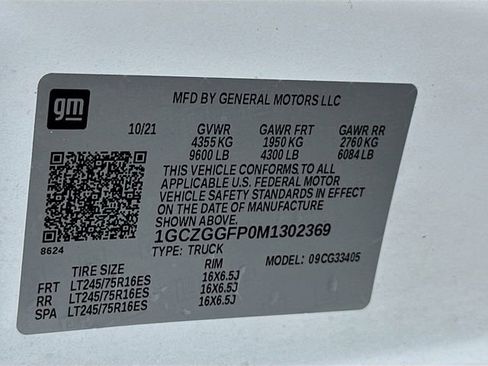 gm
MFD BY GENERAL MOTORS LLC
10/21 GVWR GAWR FRT GAWR RR
4355 KG 1950 KG 2760 KG
9600 LB 4300 LB 6084 LB
THIS VEHICLE CONFORMS TO ALL
APPLICABLE U.S. FEDERAL MOTOR
VEHICLE SAFETY STANDARDS IN EFFECT
ON THE DATE OF MANUFACTURE
SHOWN ABOVE.
1GCZGGFP0M1302369
8624
TYPE: TRUCK MODEL: 09CG33405
TIRE SIZE RIM
FRT LT245/75R16ES 16X6.5J
RR LT245/75R16ES 16X6.5J
SPA LT245/75R16ES 16X6.5J